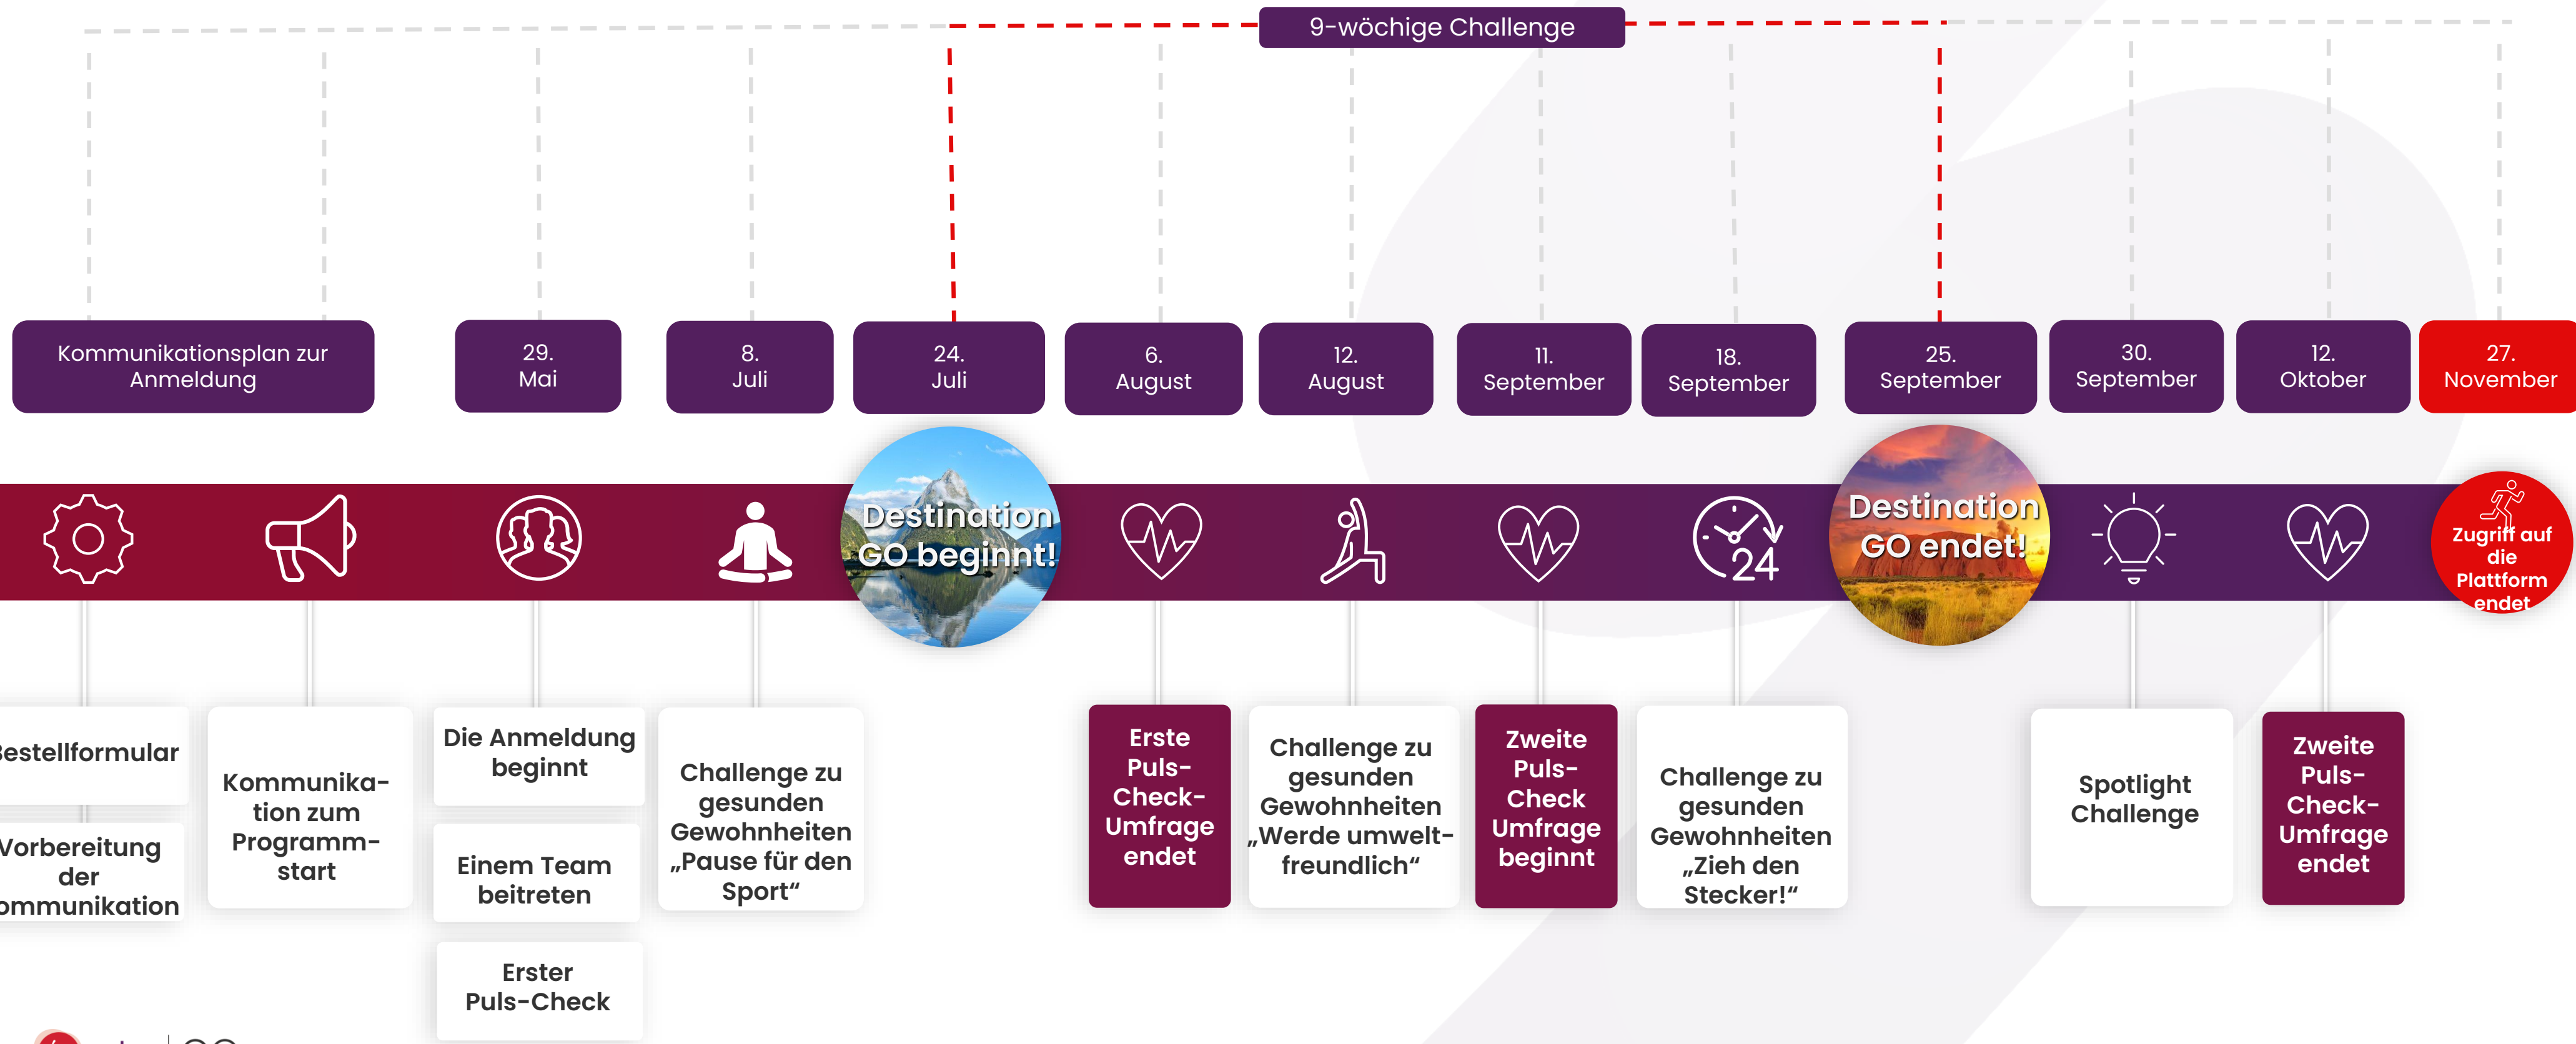 9-wöchige Challenge
Kommunikationsplan zur
Anmeldung
29.
Mai
8.
Juli
24.
Juli
6.
August
12.
August
11.
September
18.
September
25.
September
30.
September
12.
Oktober
27.
November
Destination
GO beginnt!
24
Destination
GO endet!
Zugriff auf
die
Plattform
endet
Bestellformular
Vorbereitung
der
ommunikation
Kommunika-
tion zum
Programm-
start
Die Anmeldung
beginnt
Einem Team
beitreten
Erster
Puls-Check
Challenge zu
gesunden
Gewohnheiten
„Pause für den
Sport“
Erste
Puls-
Check-
Umfrage
endet
Challenge zu
gesunden
Gewohnheiten
„Werde umwelt-
freundlich“
Zweite
Puls-
Check
Umfrage
beginnt
Challenge zu
gesunden
Gewohnheiten
„Zieh den
Stecker!“
Spotlight
Challenge
Zweite
Puls-
Check-
Umfrage
endet